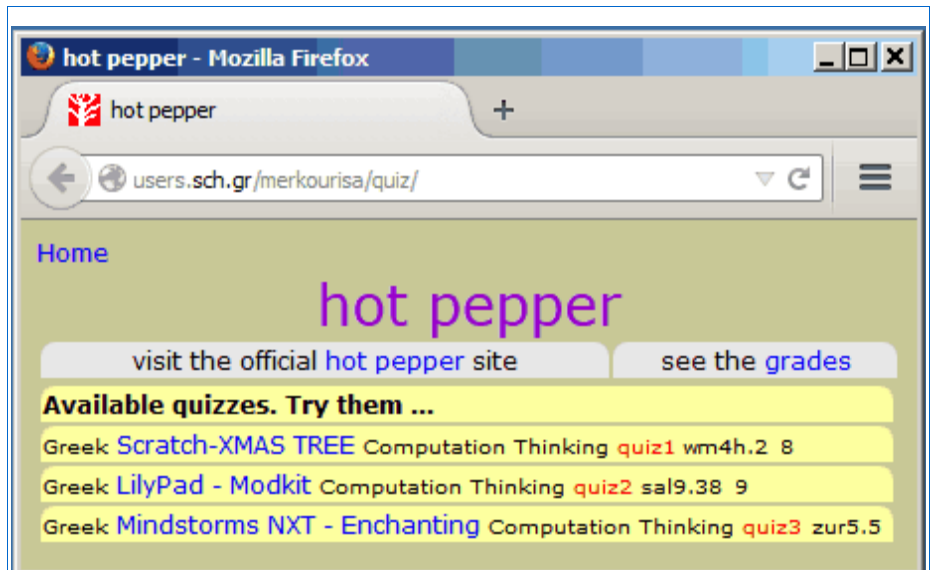 hot pepper - Mozilla Firefox
hot pepper
users.sch.gr/merkourisa/quiz/
Home
hot pepper
visit the official hot pepper site see the grades
Available quizzes. Try them ...
Greek Scratch-XMAS TREE Computation Thinking quiz1 wm4h.2 8
Greek LilyPad - Modkit Computation Thinking quiz2 sal9.38 9
Greek Mindstorms NXT - Enchanting Computation Thinking quiz3 zur5.5